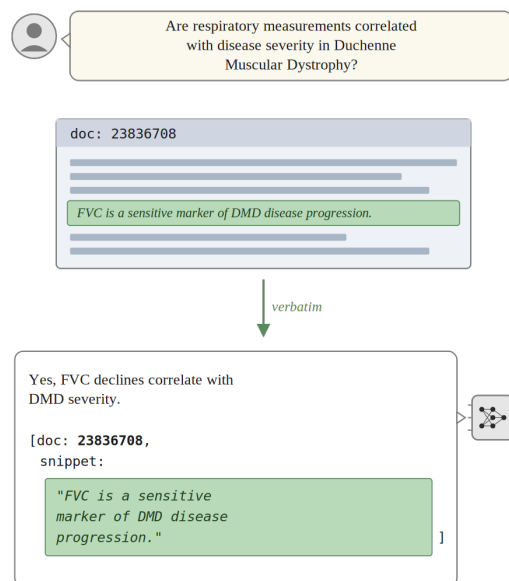 Are respiratory measurements correlated
with disease severity in Duchenne
Muscular Dystrophy?
doc: 23836708
FVC is a sensitive marker of DMD disease progression.
verbatim
Yes, FVC declines correlate with
DMD severity.
[doc: 23836708,
snippet:
"FVC is a sensitive
marker of DMD disease
progression."
]